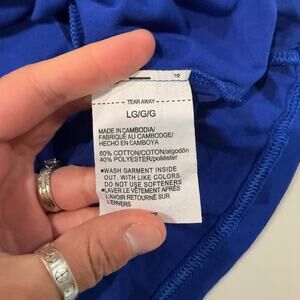 TEAR AWAY
LG/G/G
MADE IN CAMBODIA/
FABRIQUÉ AU CAMBODGE/
HECHO EN CAMBOYA
60% COTTON/COTON/algodón
40% POLYESTER/poliéster
•WASH GARMENT INSIDE
OUT. WITH LIKE COLORS.
DO NOT USE SOFTENERS
•LAVER LE VÊTEMENT APRÈS
L'AVOIR RETOURNÉ SUR
L'ENVERS